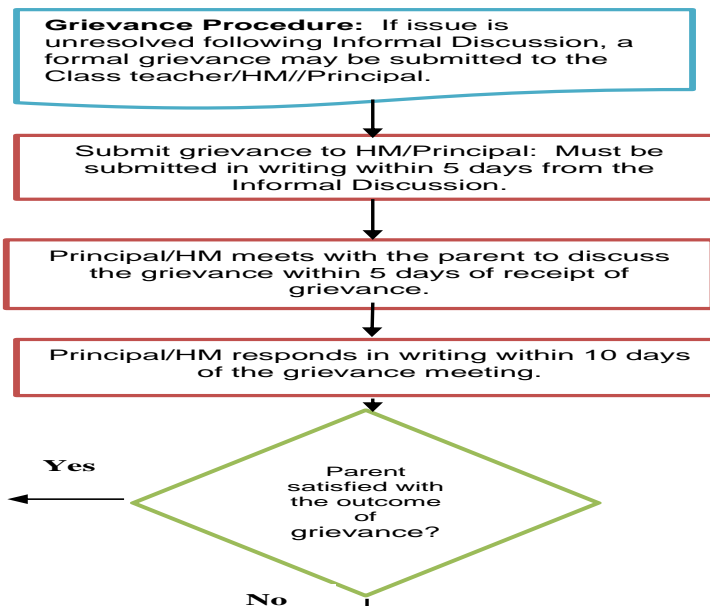 Grievance Procedure: If issue is
unresolved following Informal Discussion, a
formal grievance may be submitted to the
Class teacher/HM//Principal.
Submit grievance to HM/Principal: Must be
submitted in writing within 5 days from the
Informal Discussion.
Principal/HM meets with the parent to discuss
the grievance within 5 days of receipt of
grievance.
Principal/HM responds in writing within 10 days
of the grievance meeting.
Yes
Parent
satisfied with
the outcome
of
grievance?
No